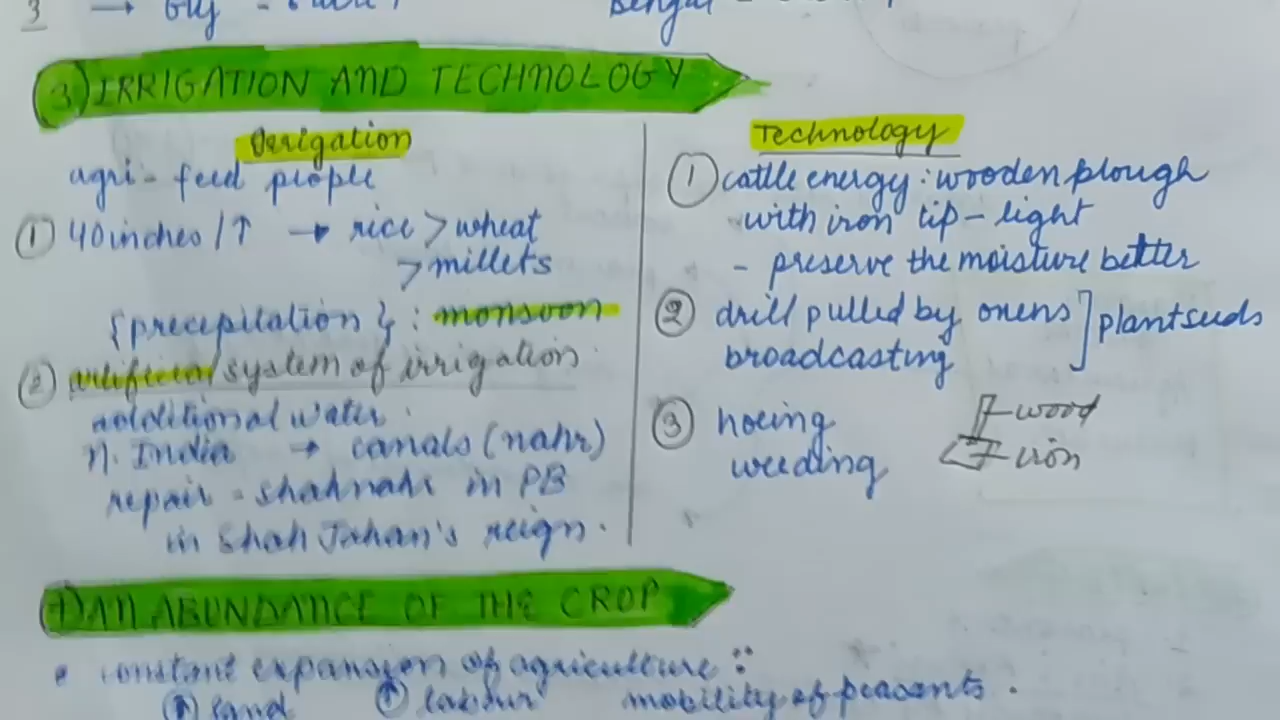 3 → Guj -
Bengal -
3) IRRIGATION AND TECHNOLOGY
Irrigation
agri - feed people
① 40 inches / ↑ → rice > wheat
> millets
{precipitation} : monsoon
② artificial system of irrigation
additional water.
N. India → canals (nahr)
repair - shahnahr in PB
in Shah Jahan's reign.
Technology
① cattle energy : wooden plough
with iron tip - light
- preserve the moisture better
② drill pulled by oxens ] plant seeds
broadcasting
③ hoeing
weeding
wood
iron
AN ABUNDANCE OF THE CROP
• constant expansion of agriculture :
(↑) land (↑) labour mobility of peasants .